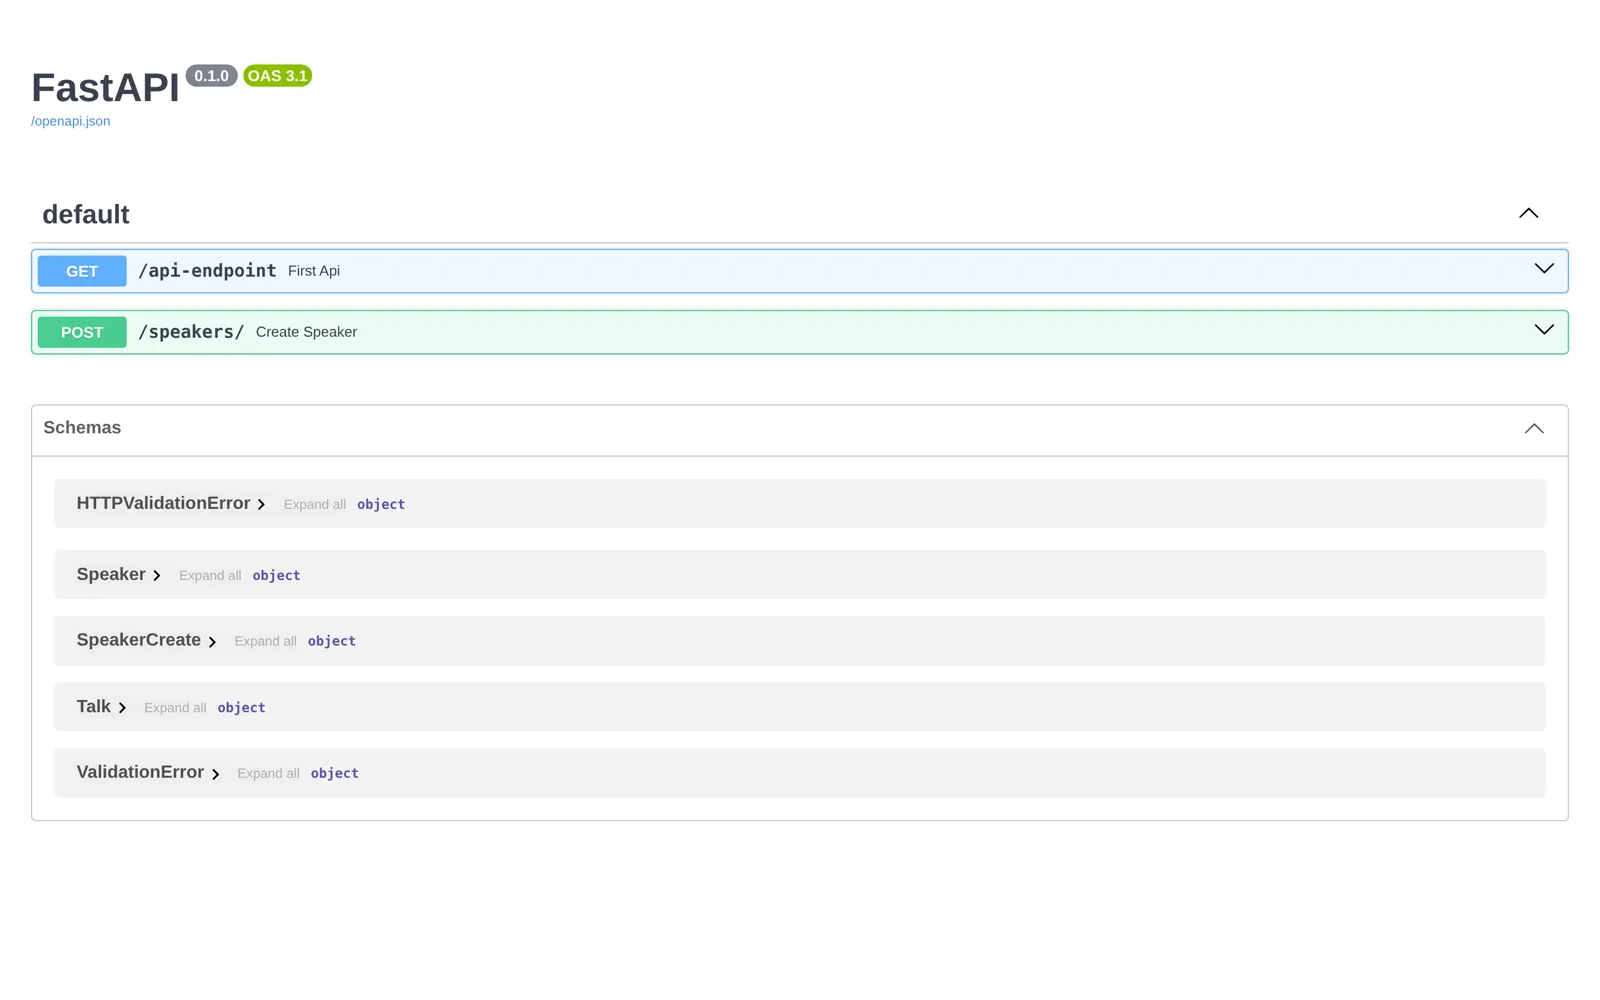 FastAPI 0.1.0 OAS 3.1
/openapi.json
default
GET /api-endpoint First Api
POST /speakers/ Create Speaker
Schemas
HTTPValidationError Expand all object
Speaker Expand all object
SpeakerCreate Expand all object
Talk Expand all object
ValidationError Expand all object